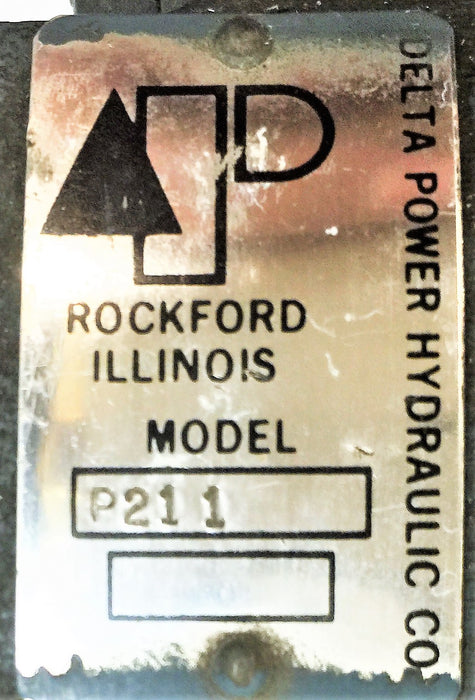 DELTA POWER HYDRAULIC CO
ROCKFORD
ILLINOIS
MODEL
P211